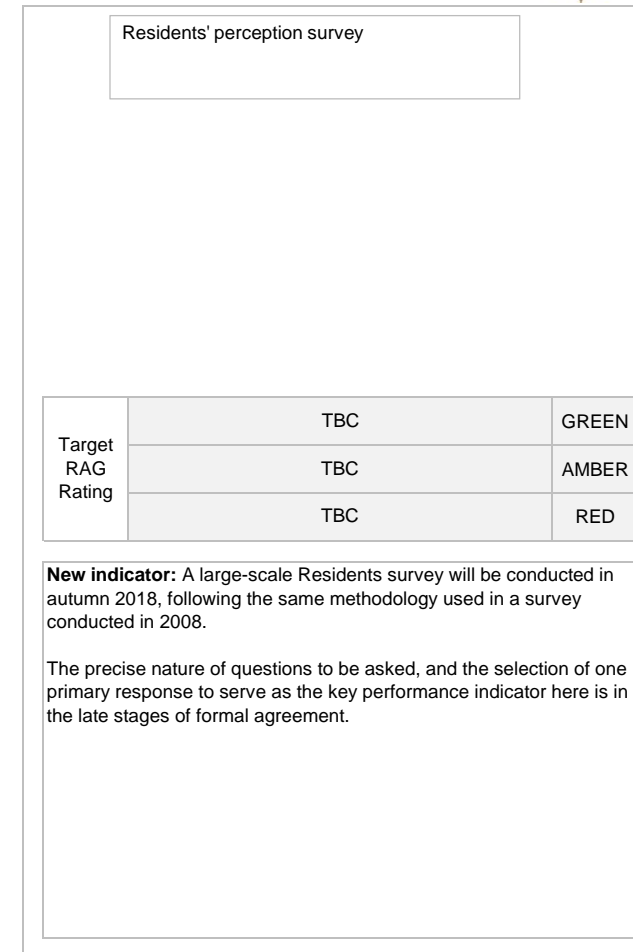 Residents' perception survey
Target
RAG
Rating
TBC
GREEN
TBC
AMBER
TBC
RED
New indicator: A large-scale Residents survey will be conducted in
autumn 2018, following the same methodology used in a survey
conducted in 2008.
The precise nature of questions to be asked, and the selection of one
primary response to serve as the key performance indicator here is in
the late stages of formal agreement.